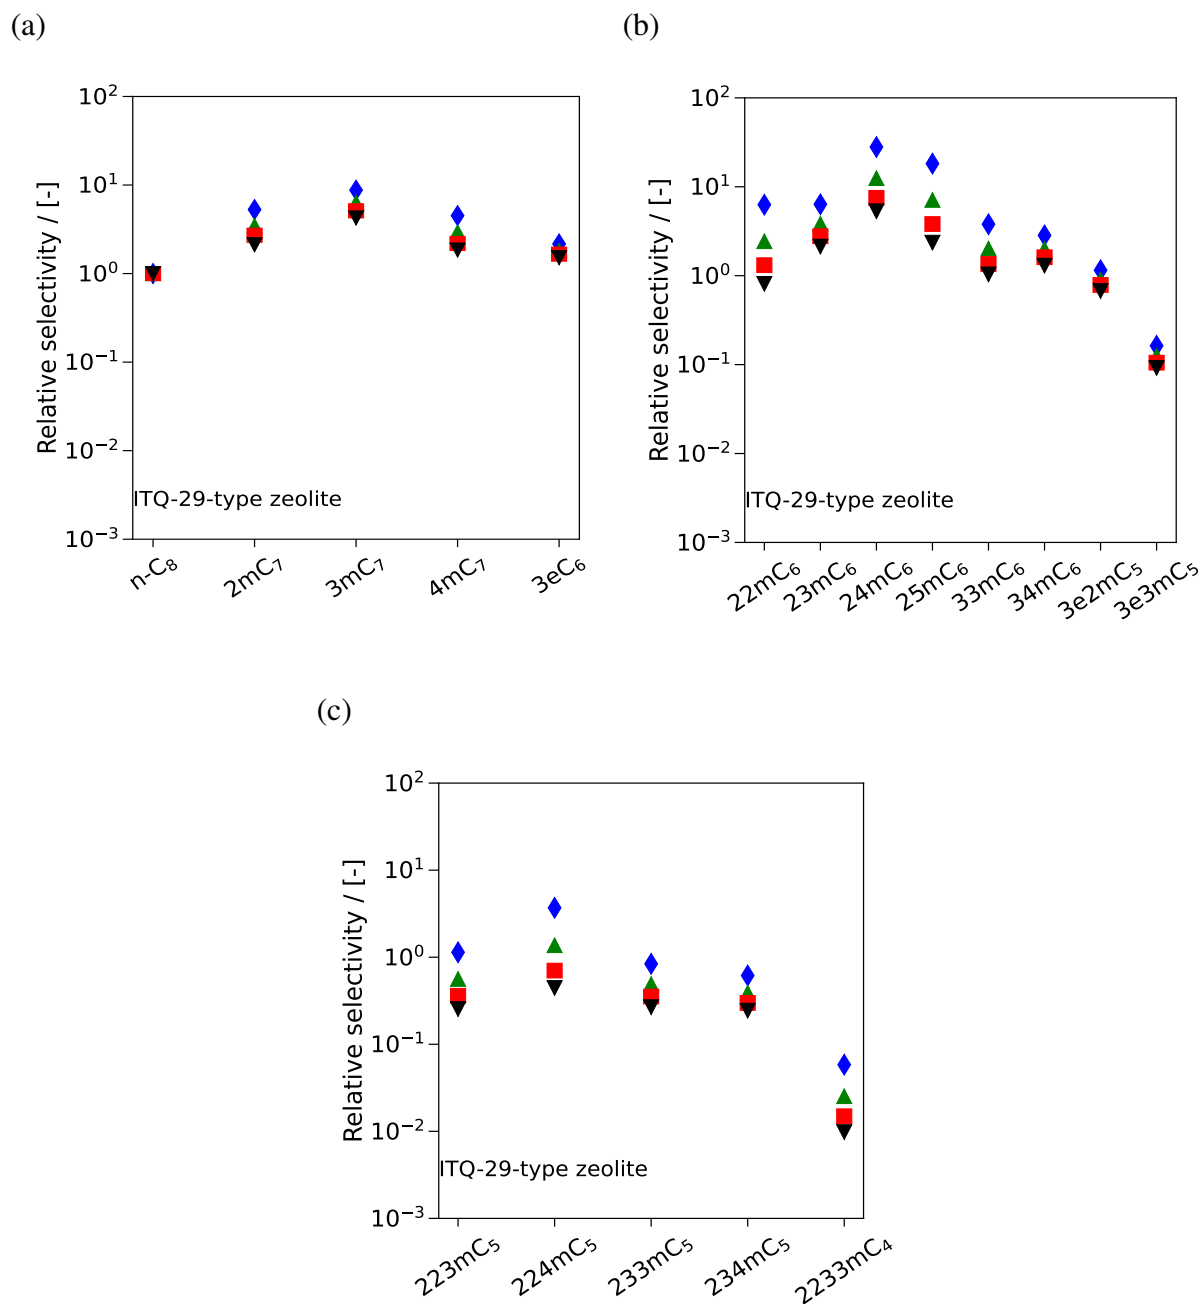 (a)
Relative selectivity / [-]
10²
10¹
10⁰
10⁻¹
10⁻²
10⁻³
ITQ-29-type zeolite
n-C₈
2mC₇
3mC₇
4mC₇
3eC₆
(b)
Relative selectivity / [-]
10²
10¹
10⁰
10⁻¹
10⁻²
10⁻³
ITQ-29-type zeolite
22mC₆
23mC₆
24mC₆
25mC₆
33mC₆
34mC₆
3e2mC₅
3e3mC₅
(c)
Relative selectivity / [-]
10²
10¹
10⁰
10⁻¹
10⁻²
10⁻³
ITQ-29-type zeolite
223mC₅
224mC₅
233mC₅
234mC₅
2233mC₄